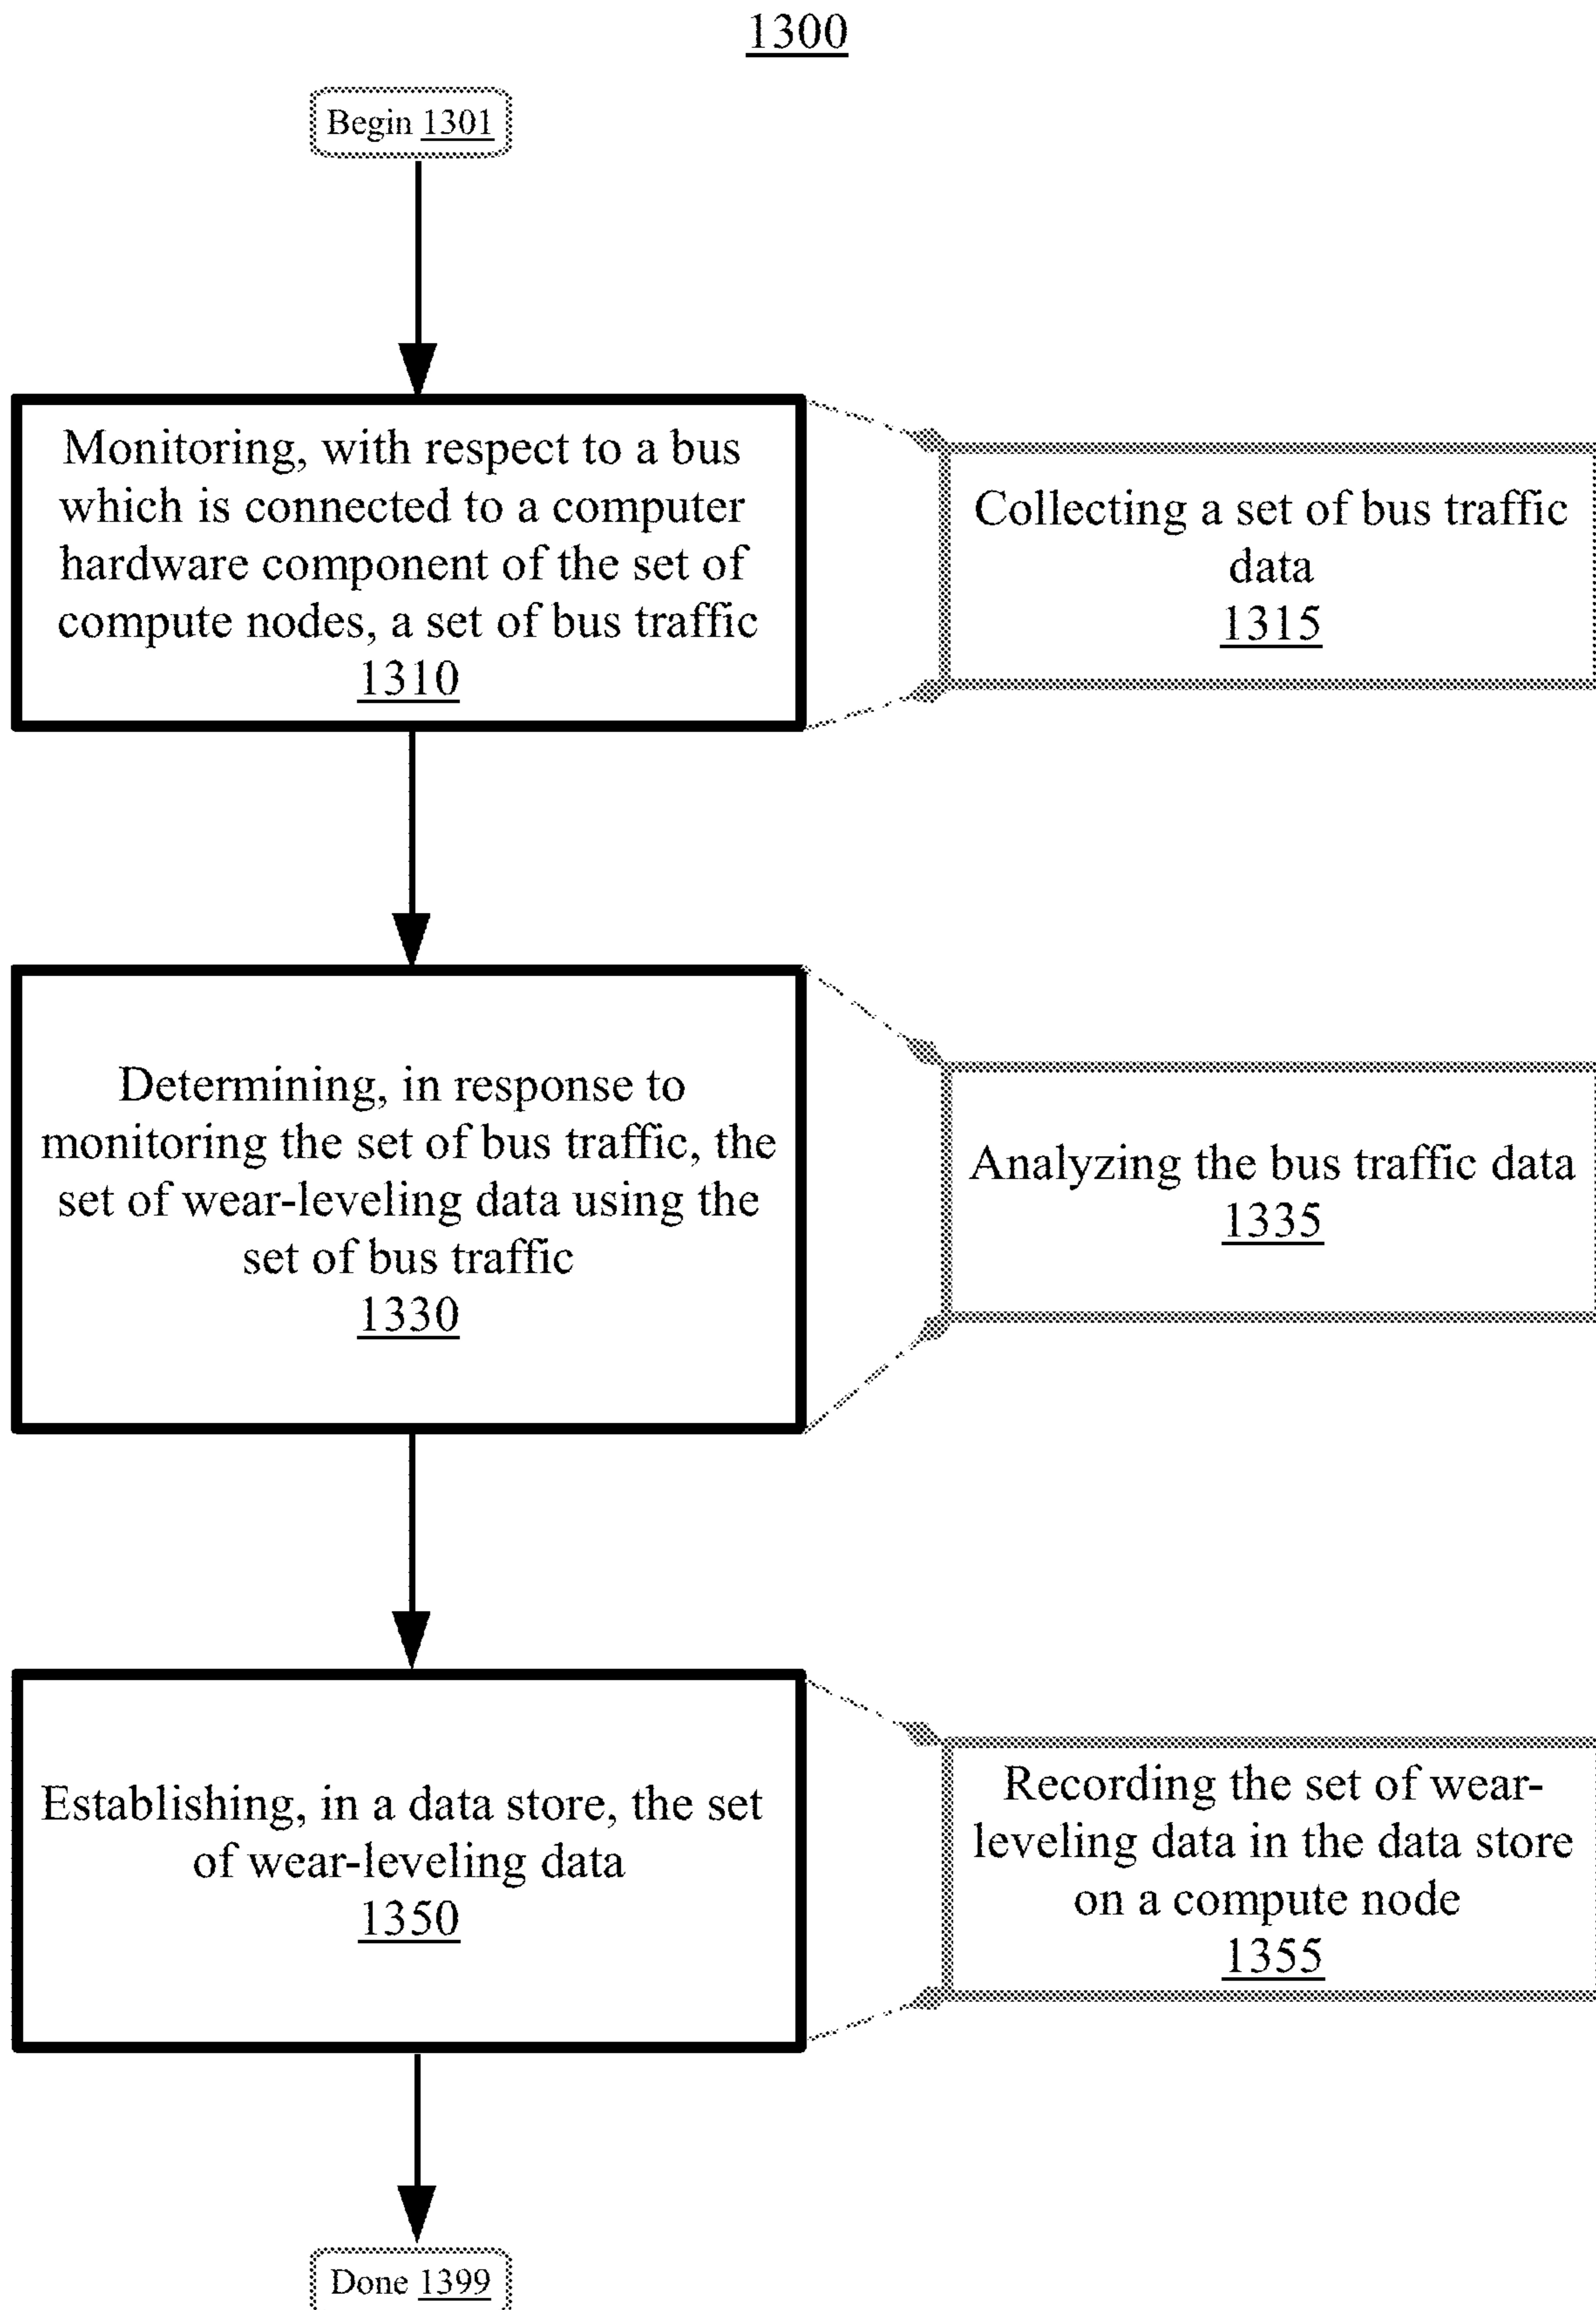 1300
Begin 1301
Monitoring, with respect to a bus
which is connected to a computer
hardware component of the set of
compute nodes, a set of bus traffic
1310
Collecting a set of bus traffic
data
1315
Determining, in response to
monitoring the set of bus traffic, the
set of wear-leveling data using the
set of bus traffic
1330
Analyzing the bus traffic data
1335
Establishing, in a data store, the set
of wear-leveling data
1350
Recording the set of wear-
leveling data in the data store
on a compute node
1355
Done 1399